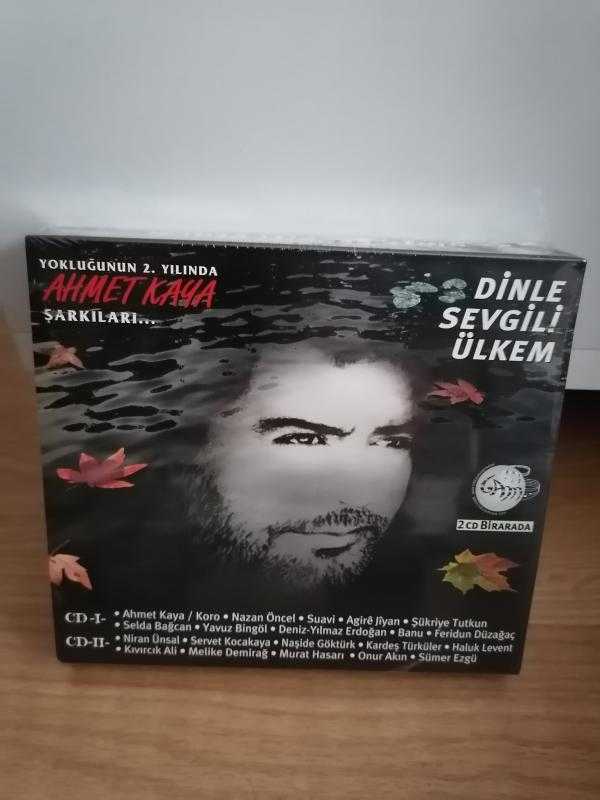 YOKLUĞUNUN 2. YILINDA
AHMET KAYA
ŞARKILARI...
DİNLE
SEVGİLİ
ÜLKEM
2 CD BİRARADA
CD-I- • Ahmet Kaya / Koro • Nazan Öncel • Suavi • Agirê Jîyan • Şükriye Tutkun
• Selda Bağcan • Yavuz Bingöl • Deniz-Yılmaz Erdoğan • Banu • Feridun Düzağaç
CD-II- • Niran Ünsal • Servet Kocakaya • Naşide Göktürk • Kardeş Türküler • Haluk Levent
• Kıvırcık Ali • Melike Demirağ • Murat Hasarı • Onur Akın • Sümer Ezgü